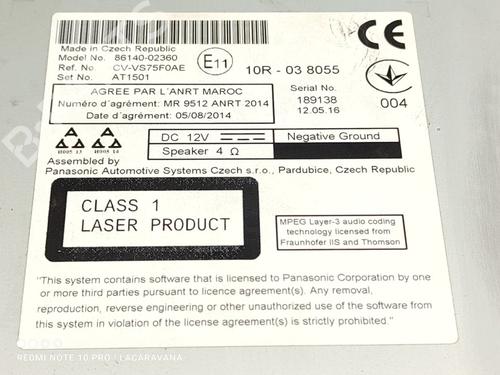 Made in Czech Republic
Model No. 86140-02360
Ref. No. CV-VS75F0AE
Set No. AT1501
E11
10R - 03 8055
CE
Serial No.
189138
12.05.16
004
AGREE PAR L'ANRT MAROC
Numéro d'agrément: MR 9512 ANRT 2014
Date d'agrément: 05/08/2014
DC 12V
Negative Ground
Speaker 4 Ω
Assembled by
Panasonic Automotive Systems Czech s.r.o., Pardubice, Czech Republic
CLASS 1
LASER PRODUCT
MPEG Layer-3 audio coding
technology licensed from
Fraunhofer IIS and Thomson
"This system contains software that is licensed to Panasonic Corporation by one
or more third parties pursuant to licence agreement(s). Any removal,
reproduction, reverse engineering or other unauthorized use of the software from
this system in violation of the license agreement(s) is strictly prohibited."
REDMI NOTE 10 PRO | LACARAVANA